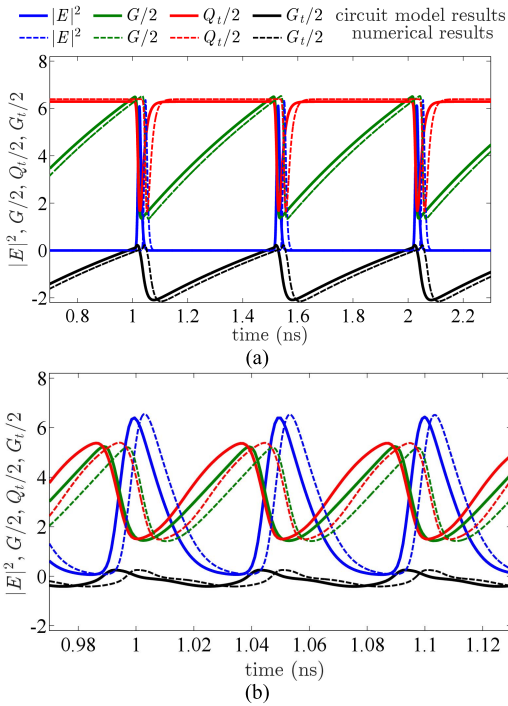 |E|² G/2 Q_t/2 G_t/2 circuit model results
|E|² G/2 Q_t/2 G_t/2 numerical results
|E|², G/2, Q_t/2, G_t/2
8
6
4
2
0
-2
0.8 1 1.2 1.4 1.6 1.8 2 2.2
time (ns)
(a)
|E|², G/2, Q_t/2, G_t/2
8
6
4
2
0
-2
0.98 1 1.02 1.04 1.06 1.08 1.1 1.12
time (ns)
(b)